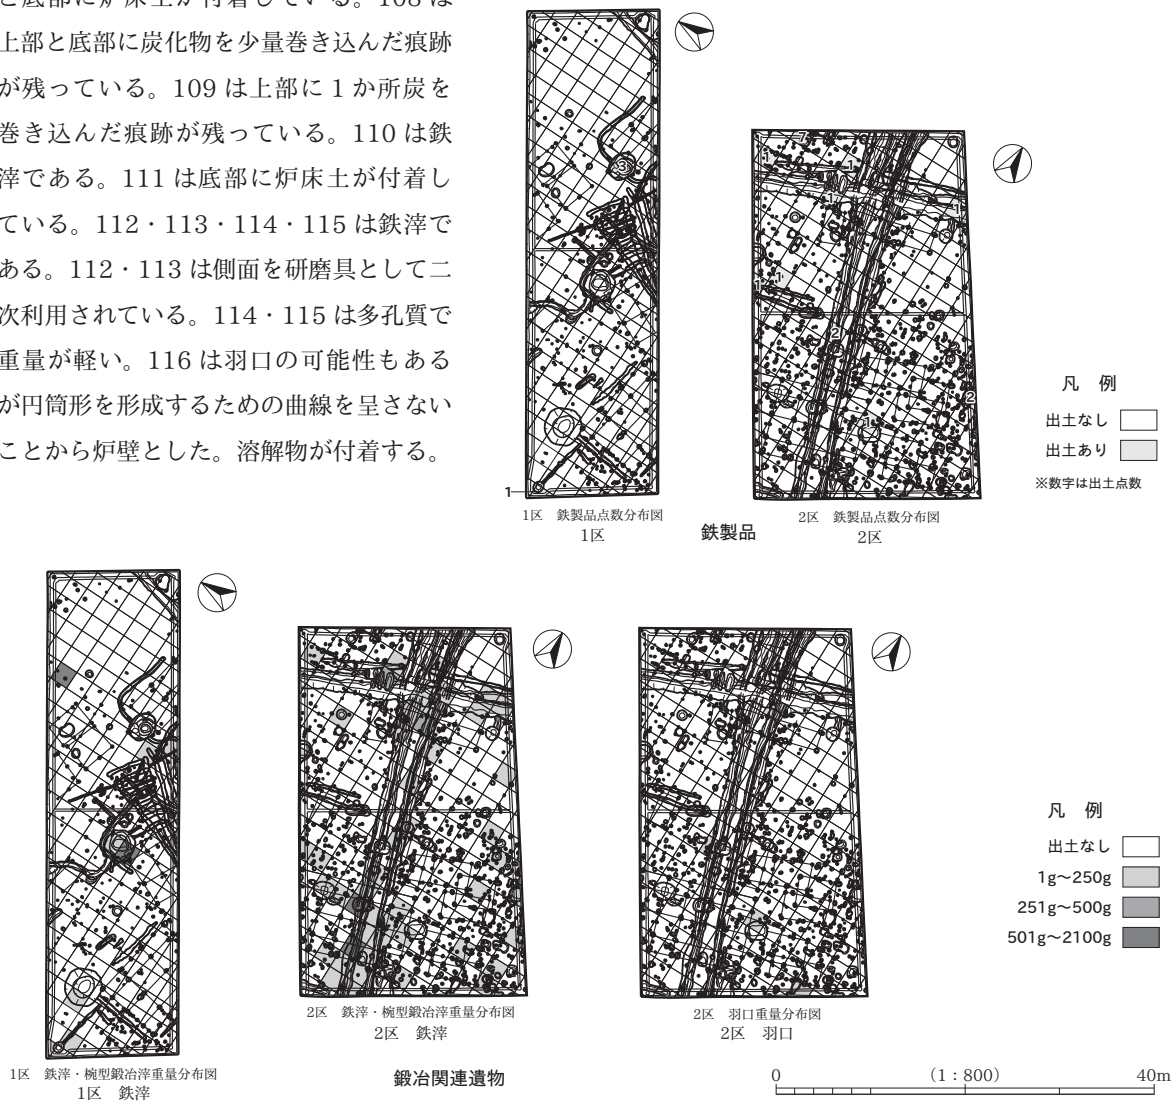 と底部に炉床土が付着している。108 は
上部と底部に炭化物を少量巻き込んだ痕跡
が残っている。109 は上部に 1 か所炭を
巻き込んだ痕跡が残っている。110 は鉄
滓である。111 は底部に炉床土が付着し
ている。112・113・114・115 は鉄滓で
ある。112・113 は側面を研磨具として二
次利用されている。114・115 は多孔質で
重量が軽い。116 は羽口の可能性もある
が円筒形を形成するための曲線を呈さない
ことから炉壁とした。溶解物が付着する。
3
1
1区　鉄製品点数分布図
1区
7
1
1
1
1
1
1
2
2
1
2区　鉄製品点数分布図
2区
鉄製品
凡　例
出土なし
出土あり
※数字は出土点数
1区　鉄滓・椀型鍛冶滓重量分布図
1区　鉄滓
2区　鉄滓・椀型鍛冶滓重量分布図
2区　鉄滓
2区　羽口重量分布図
2区　羽口
鍛冶関連遺物
凡　例
出土なし
1g～250g
251g～500g
501g～2100g
0
（1：800）
40m